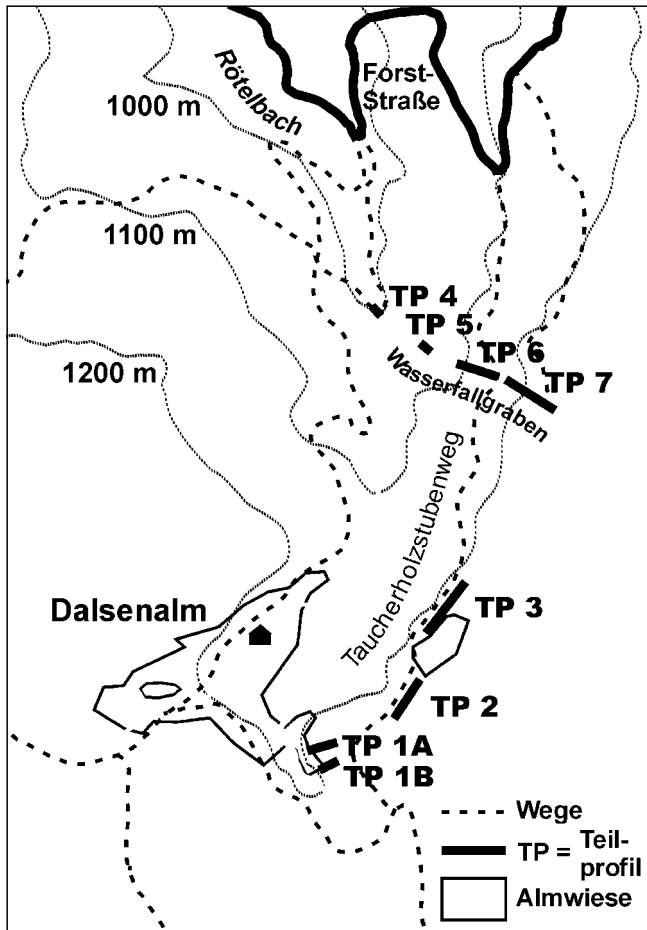 Forst-
Straße
Rötelbach
1000 m
1100 m
1200 m
TP 4
TP 5
TP 6
TP 7
Wasserfallgraben
Taucherholzstubenweg
Dalsenalm
TP 3
TP 2
TP 1A
TP 1B
Wege
TP = Teil-
profil
Almwiese